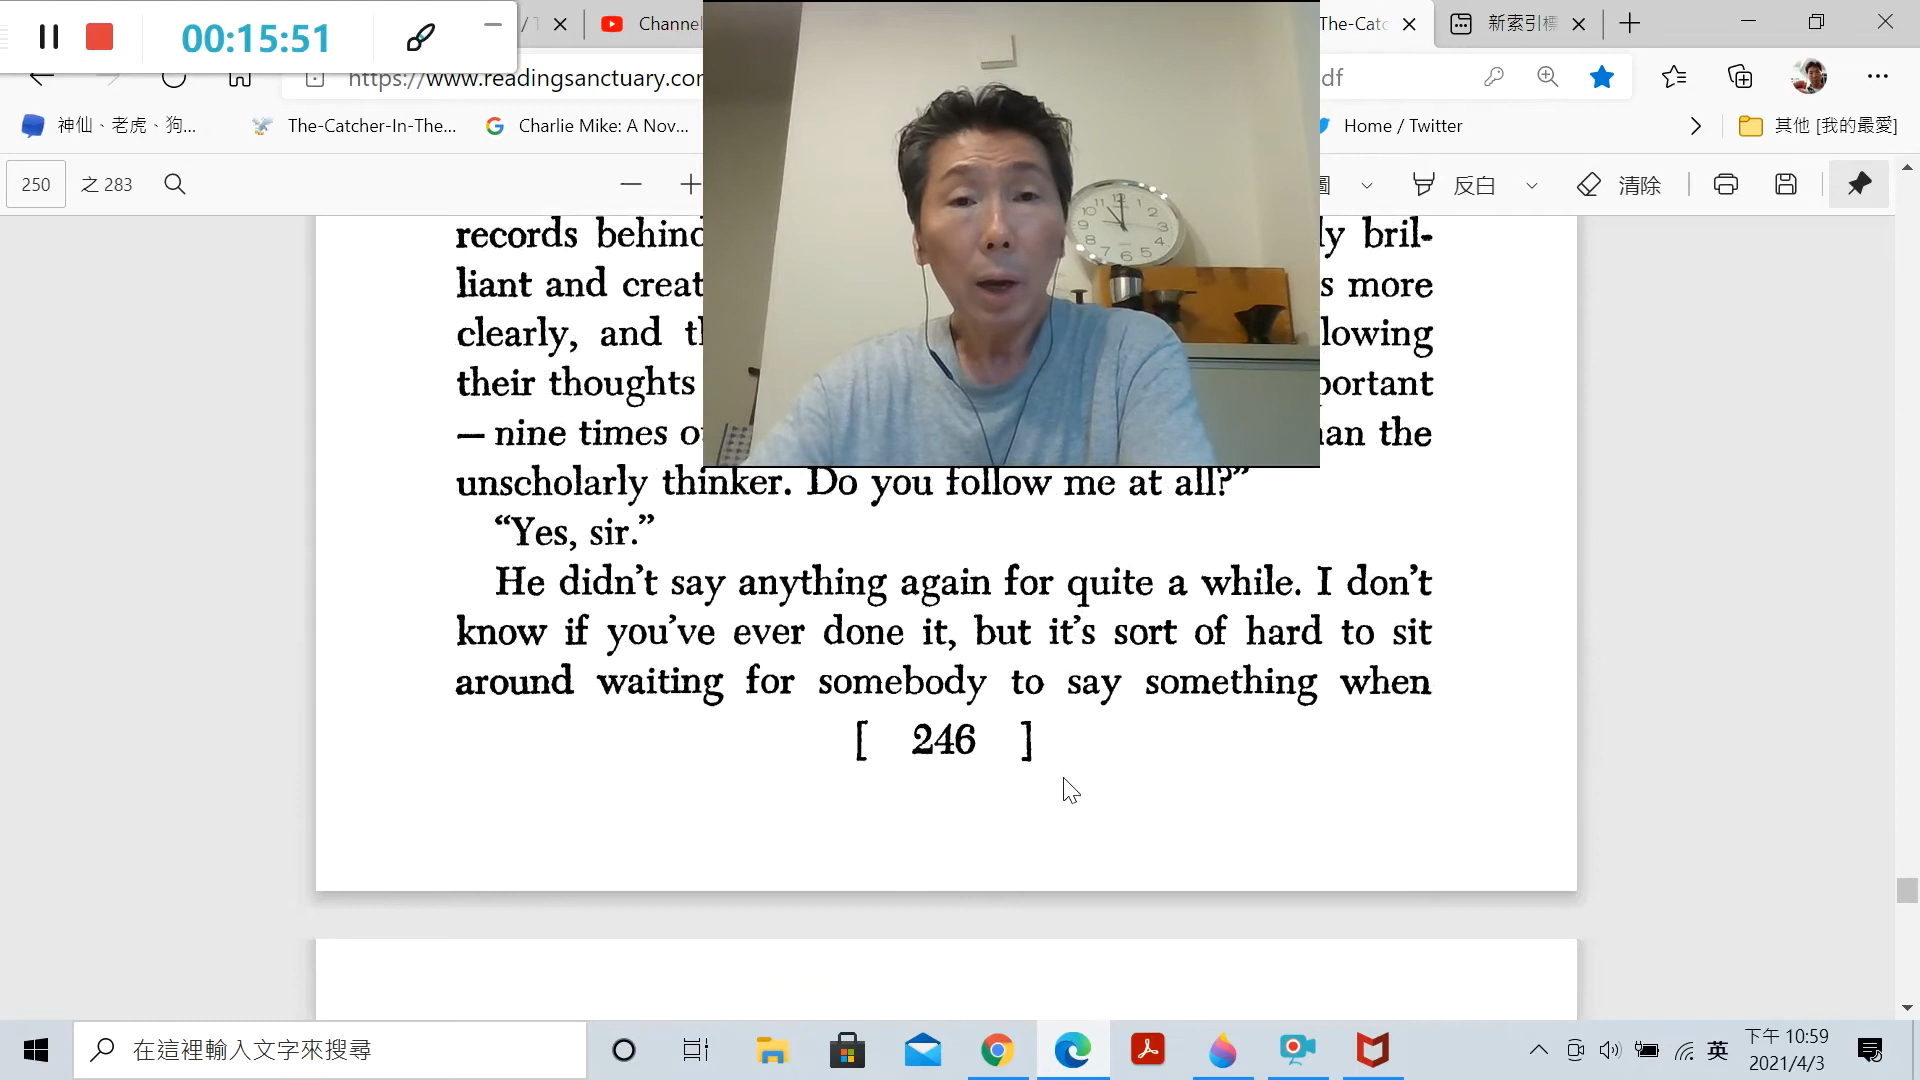 00:15:51
/ T
Channel
The-Catc
新索引標
https://www.readingsanctuary.con
df
神仙、老虎、狗...
The-Catcher-In-The...
Charlie Mike: A Nov...
Home / Twitter
其他 [我的最愛]
250
之 283
圖
反白
清除
records behind
ly bril-
liant and creat
s more
clearly, and th
lowing
their thoughts
portant
— nine times ou
an the
unscholarly thinker. Do you follow me at all?”
“Yes, sir.”
He didn’t say anything again for quite a while. I don’t
know if you’ve ever done it, but it’s sort of hard to sit
around waiting for somebody to say something when
[ 246 ]
在這裡輸入文字來搜尋
英
下午 10:59
2021/4/3